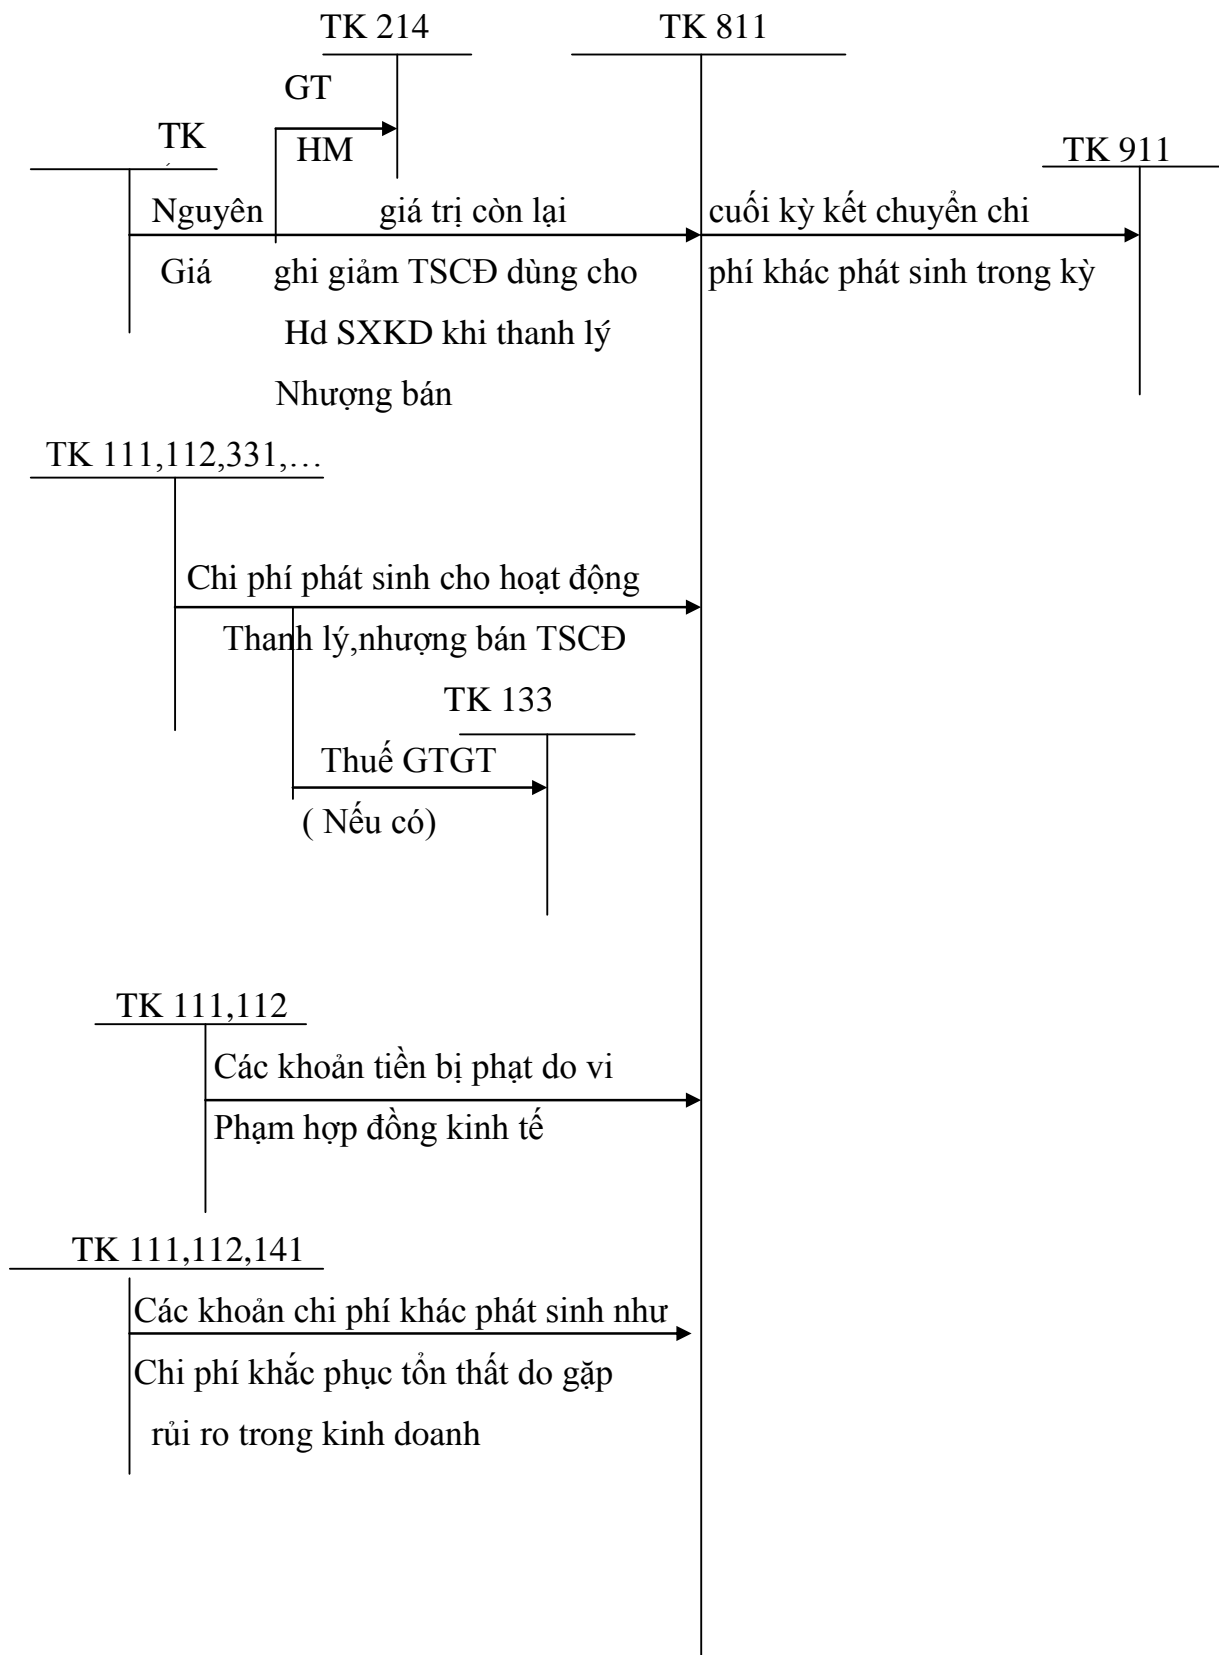 TK 214
TK 811
GT
TK
HM
TK 911
Nguyên
giá trị còn lại
cuối kỳ kết chuyển chi
Giá
ghi giảm TSCĐ dùng cho
phí khác phát sinh trong kỳ
Hd SXKD khi thanh lý
Nhượng bán
TK 111,112,331,…
Chi phí phát sinh cho hoạt động
Thanh lý,nhượng bán TSCĐ
TK 133
Thuế GTGT
( Nếu có)
TK 111,112
Các khoản tiền bị phạt do vi
Phạm hợp đồng kinh tế
TK 111,112,141
Các khoản chi phí khác phát sinh như
Chi phí khắc phục tổn thất do gặp
rủi ro trong kinh doanh